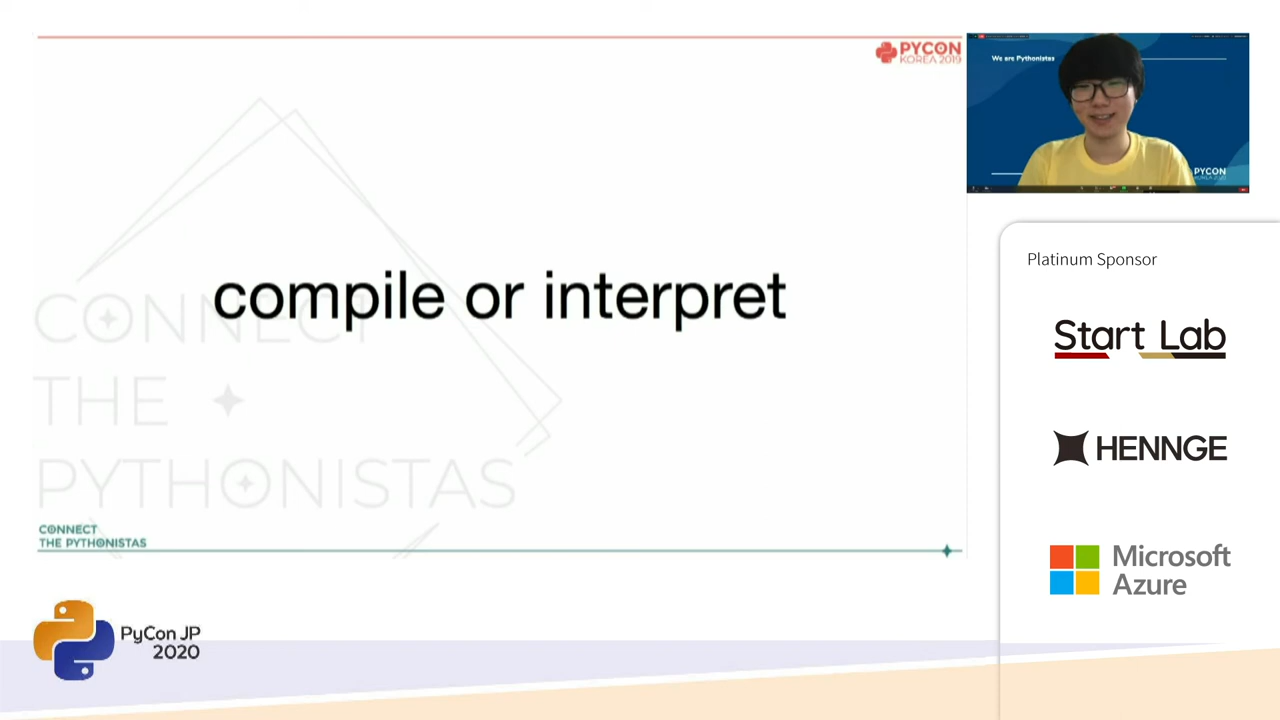 PYCON
KOREA 2019
compile or interpret
CONNECT
THE
PYTHONISTAS
CONNECT
THE PYTHONISTAS
We are Pythonistas
PYCON
KOREA 2020
Platinum Sponsor
Start Lab
HENNGE
Microsoft
Azure
PyCon JP
2020